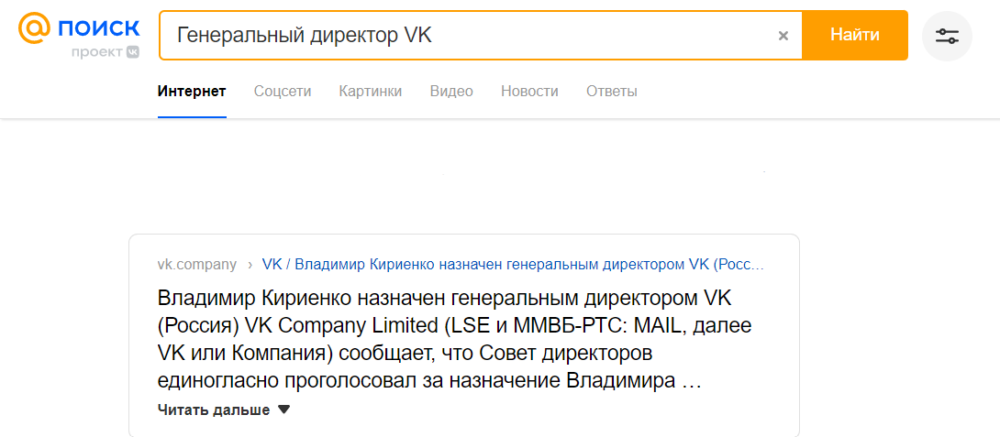 @ ПОИСК
проект VK
Генеральный директор VK × Найти
Интернет Соцсети Картинки Видео Новости Ответы
vk.company › VK / Владимир Кириенко назначен генеральным директором VK (Росс...
Владимир Кириенко назначен генеральным директором VK
(Россия) VK Company Limited (LSE и ММВБ-РТС: MAIL, далее
VK или Компания) сообщает, что Совет директоров
единогласно проголосовал за назначение Владимира ...
Читать дальше ▼